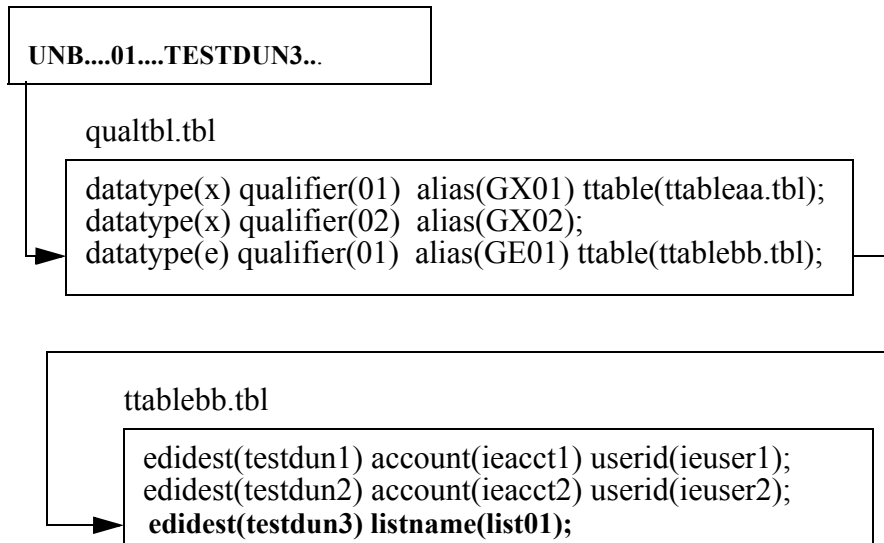 UNB....01....TESTDUN3...
qualtbl.tbl
datatype(x) qualifier(01) alias(GX01) ttable(ttableaa.tbl);
datatype(x) qualifier(02) alias(GX02);
datatype(e) qualifier(01) alias(GE01) ttable(ttablebb.tbl);
ttablebb.tbl
edidest(testdun1) account(ieacct1) userid(ieuser1);
edidest(testdun2) account(ieacct2) userid(ieuser2);
edidest(testdun3) listname(list01);